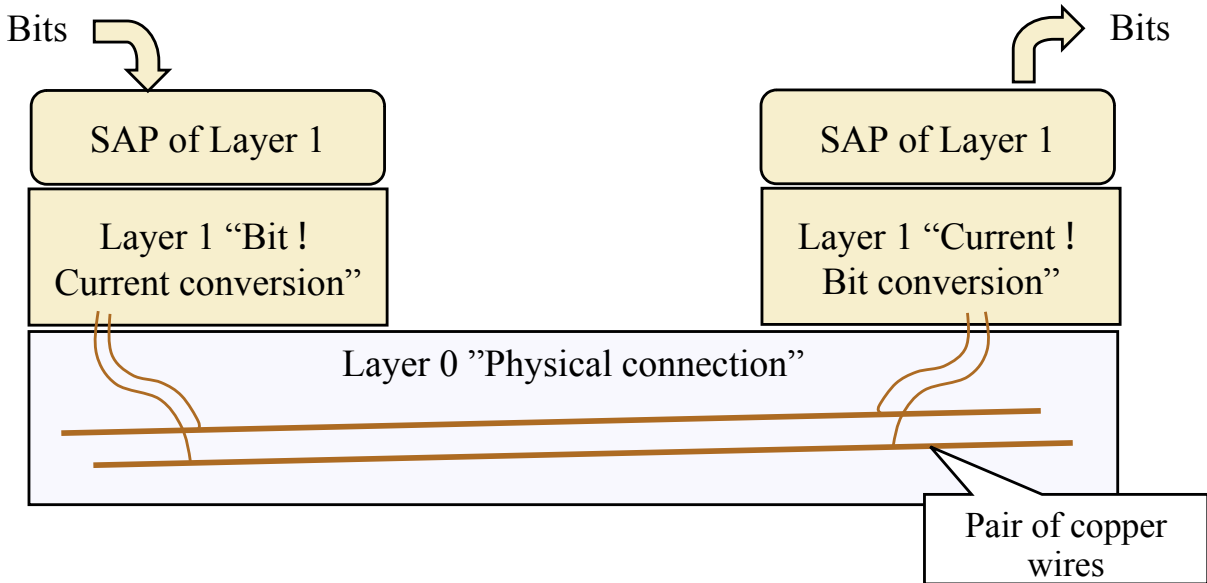 Bits
Bits
SAP of Layer 1
SAP of Layer 1
Layer 1 “Bit !
Current conversion”
Layer 1 “Current !
Bit conversion”
Layer 0 ”Physical connection”
Pair of copper
wires